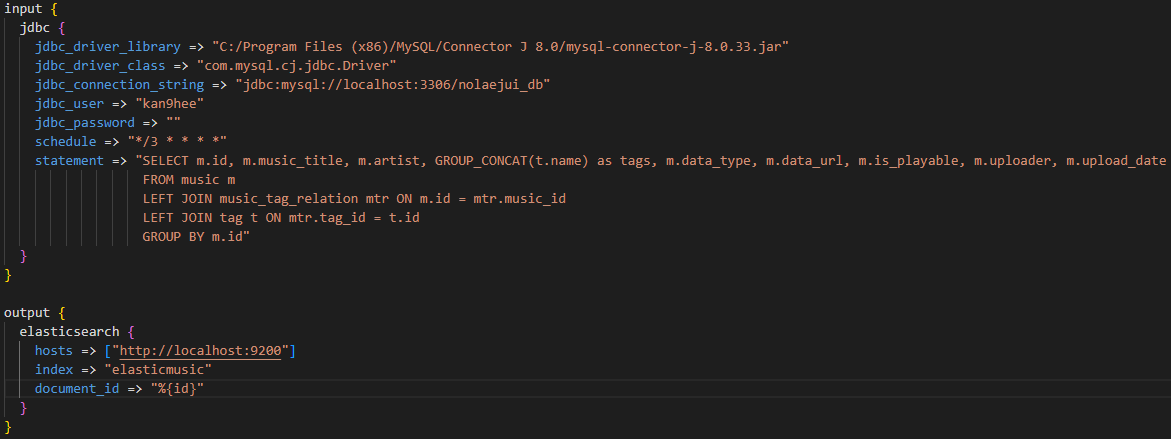 input {
jdbc {
jdbc_driver_library => "C:/Program Files (x86)/MySQL/Connector J 8.0/mysql-connector-j-8.0.33.jar"
jdbc_driver_class => "com.mysql.cj.jdbc.Driver"
jdbc_connection_string => "jdbc:mysql://localhost:3306/nolaejui_db"
jdbc_user => "kan9hee"
jdbc_password => ""
schedule => "*/3 * * * *"
statement => "SELECT m.id, m.music_title, m.artist, GROUP_CONCAT(t.name) as tags, m.data_type, m.data_url, m.is_playable, m.uploader, m.upload_date
FROM music m
LEFT JOIN music_tag_relation mtr ON m.id = mtr.music_id
LEFT JOIN tag t ON mtr.tag_id = t.id
GROUP BY m.id"
}
}
output {
elasticsearch {
hosts => ["http://localhost:9200"]
index => "elasticmusic"
document_id => "%{id}"
}
}